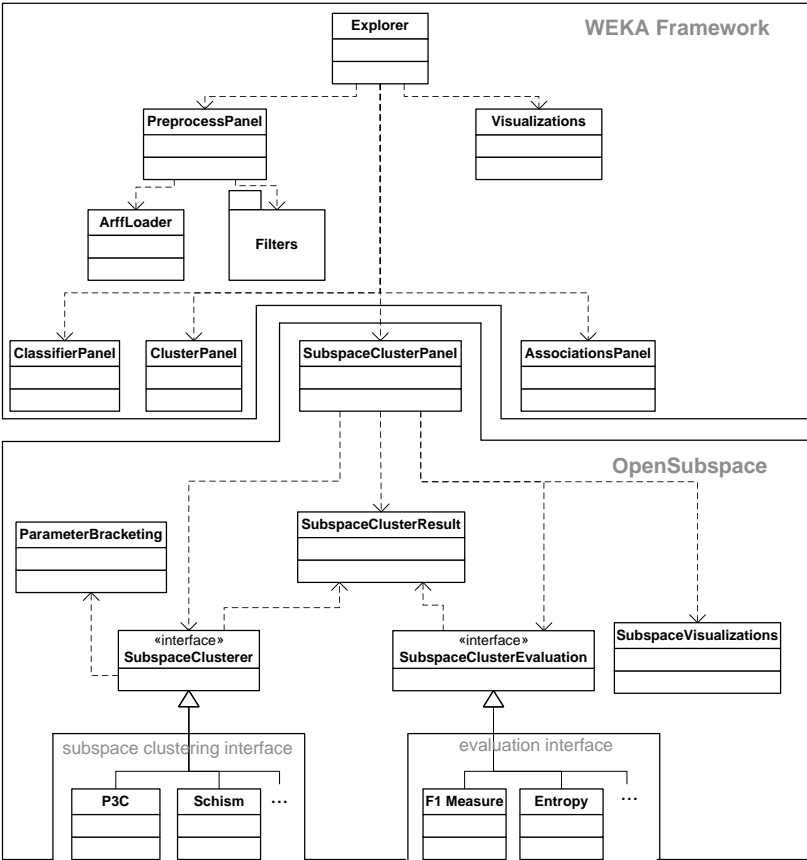 Explorer
WEKA Framework
PreprocessPanel
Visualizations
ArffLoader
Filters
ClassifierPanel
ClusterPanel
SubspaceClusterPanel
AssociationsPanel
OpenSubspace
ParameterBracketing
SubspaceClusterResult
«interface»
SubspaceClusterer
«interface»
SubspaceClusterEvaluation
SubspaceVisualizations
subspace clustering interface
evaluation interface
P3C
Schism
...
F1 Measure
Entropy
...